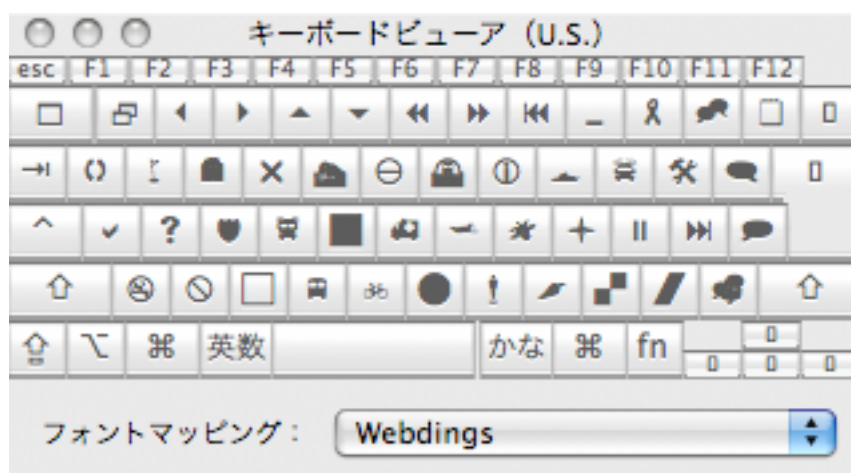 キーボードビューア（U.S.）
esc F1 F2 F3 F4 F5 F6 F7 F8 F9 F10 F11 F12
?
英数 かな fn
フォントマッピング： Webdings